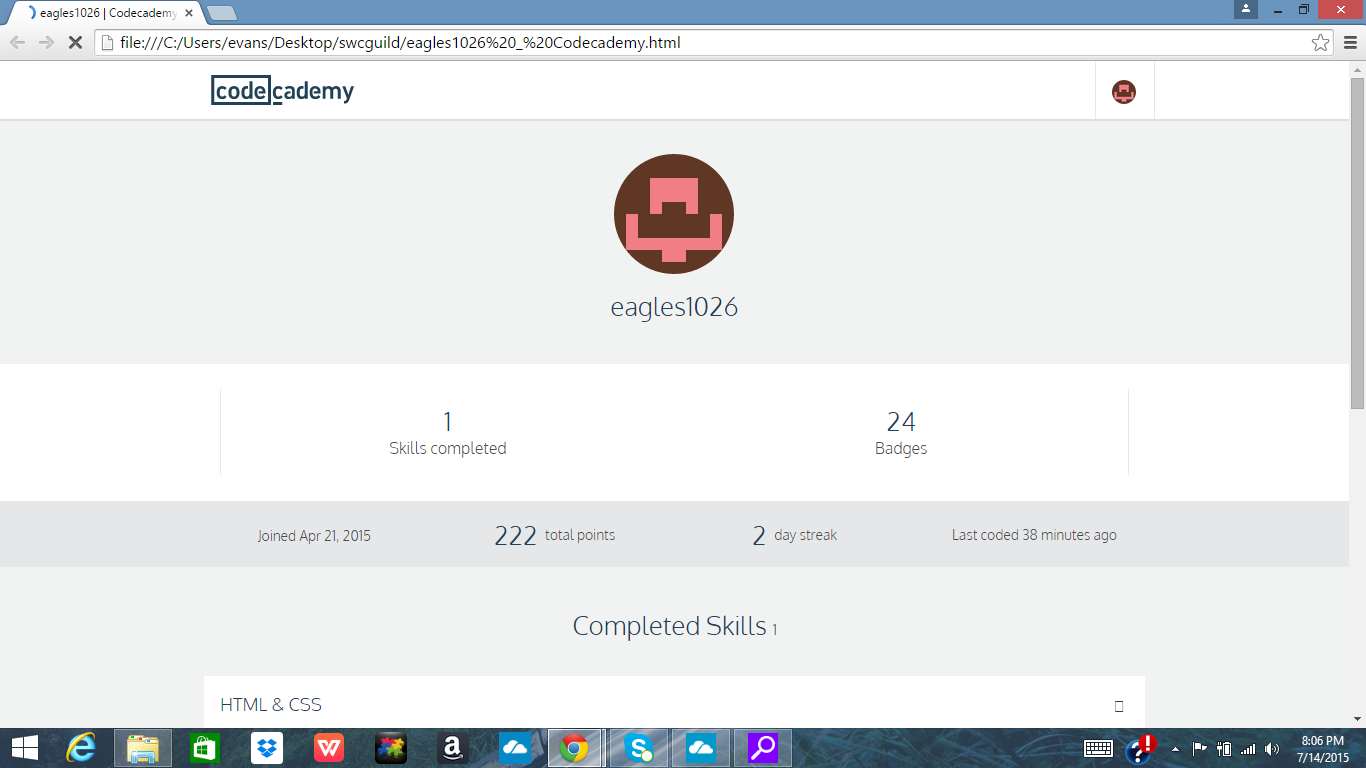 eagles1026 | Codecademy
file:///C:/Users/evans/Desktop/swcguild/eagles1026%20_%20Codecademy.html
codecademy
eagles1026
1
Skills completed
24
Badges
Joined Apr 21, 2015
222 total points
2 day streak
Last coded 38 minutes ago
Completed Skills 1
HTML & CSS
8:06 PM
7/14/2015